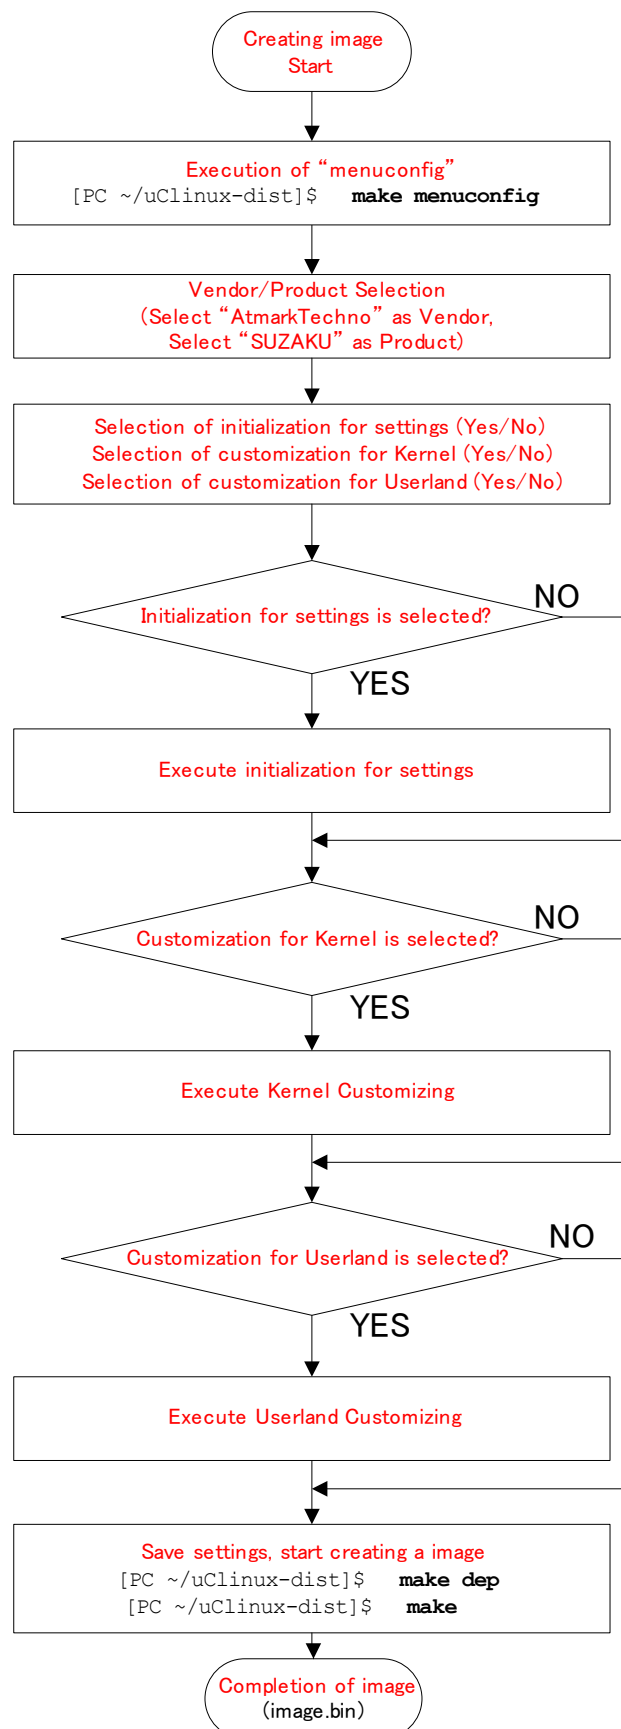 Creating image
Start
Execution of “menuconfig”
[PC ~/uClinux-dist]$ make menuconfig
Vendor/Product Selection
(Select “AtmarkTechno” as Vendor,
Select “SUZAKU” as Product)
Selection of initialization for settings (Yes/No)
Selection of customization for Kernel (Yes/No)
Selection of customization for Userland (Yes/No)
Initialization for settings is selected?
NO
YES
Execute initialization for settings
Customization for Kernel is selected?
NO
YES
Execute Kernel Customizing
Customization for Userland is selected?
NO
YES
Execute Userland Customizing
Save settings, start creating a image
[PC ~/uClinux-dist]$ make dep
[PC ~/uClinux-dist]$ make
Completion of image
(image.bin)